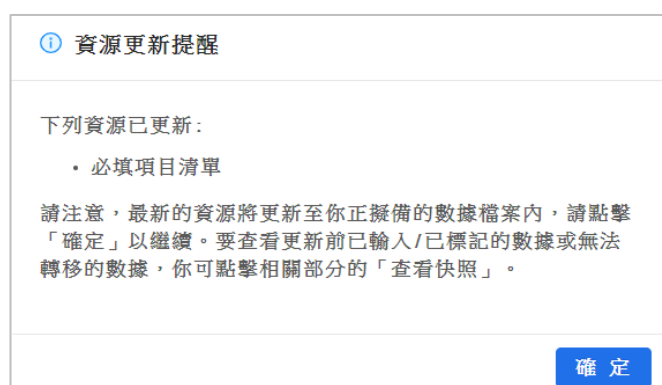 資源更新提醒
下列資源已更新:
• 必填項目清單
請注意,最新的資源將更新至你正擬備的數據檔案內,請點擊
「確定」以繼續。要查看更新前已輸入/已標記的數據或無法
轉移的數據,你可點擊相關部分的「查看快照」。
確 定